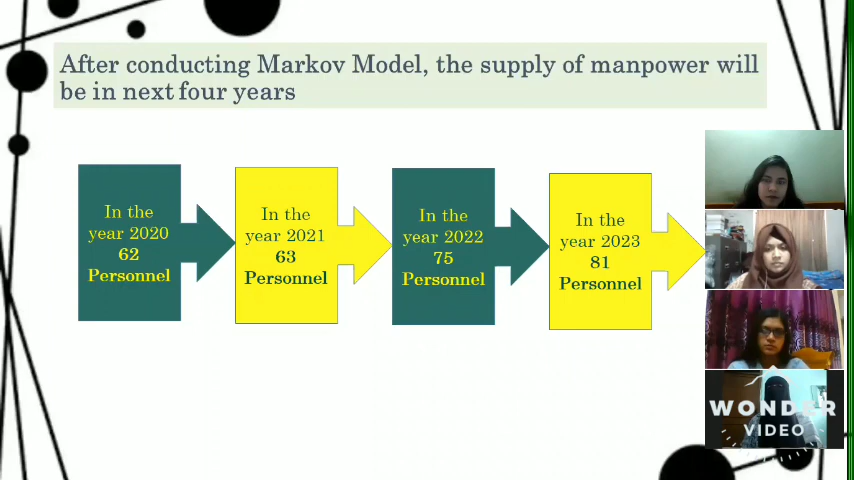 After conducting Markov Model, the supply of manpower will
be in next four years
In the
year 2020
62
Personnel
In the
year 2021
63
Personnel
In the
year 2022
75
Personnel
In the
year 2023
81
Personnel
WONDER
VIDEO